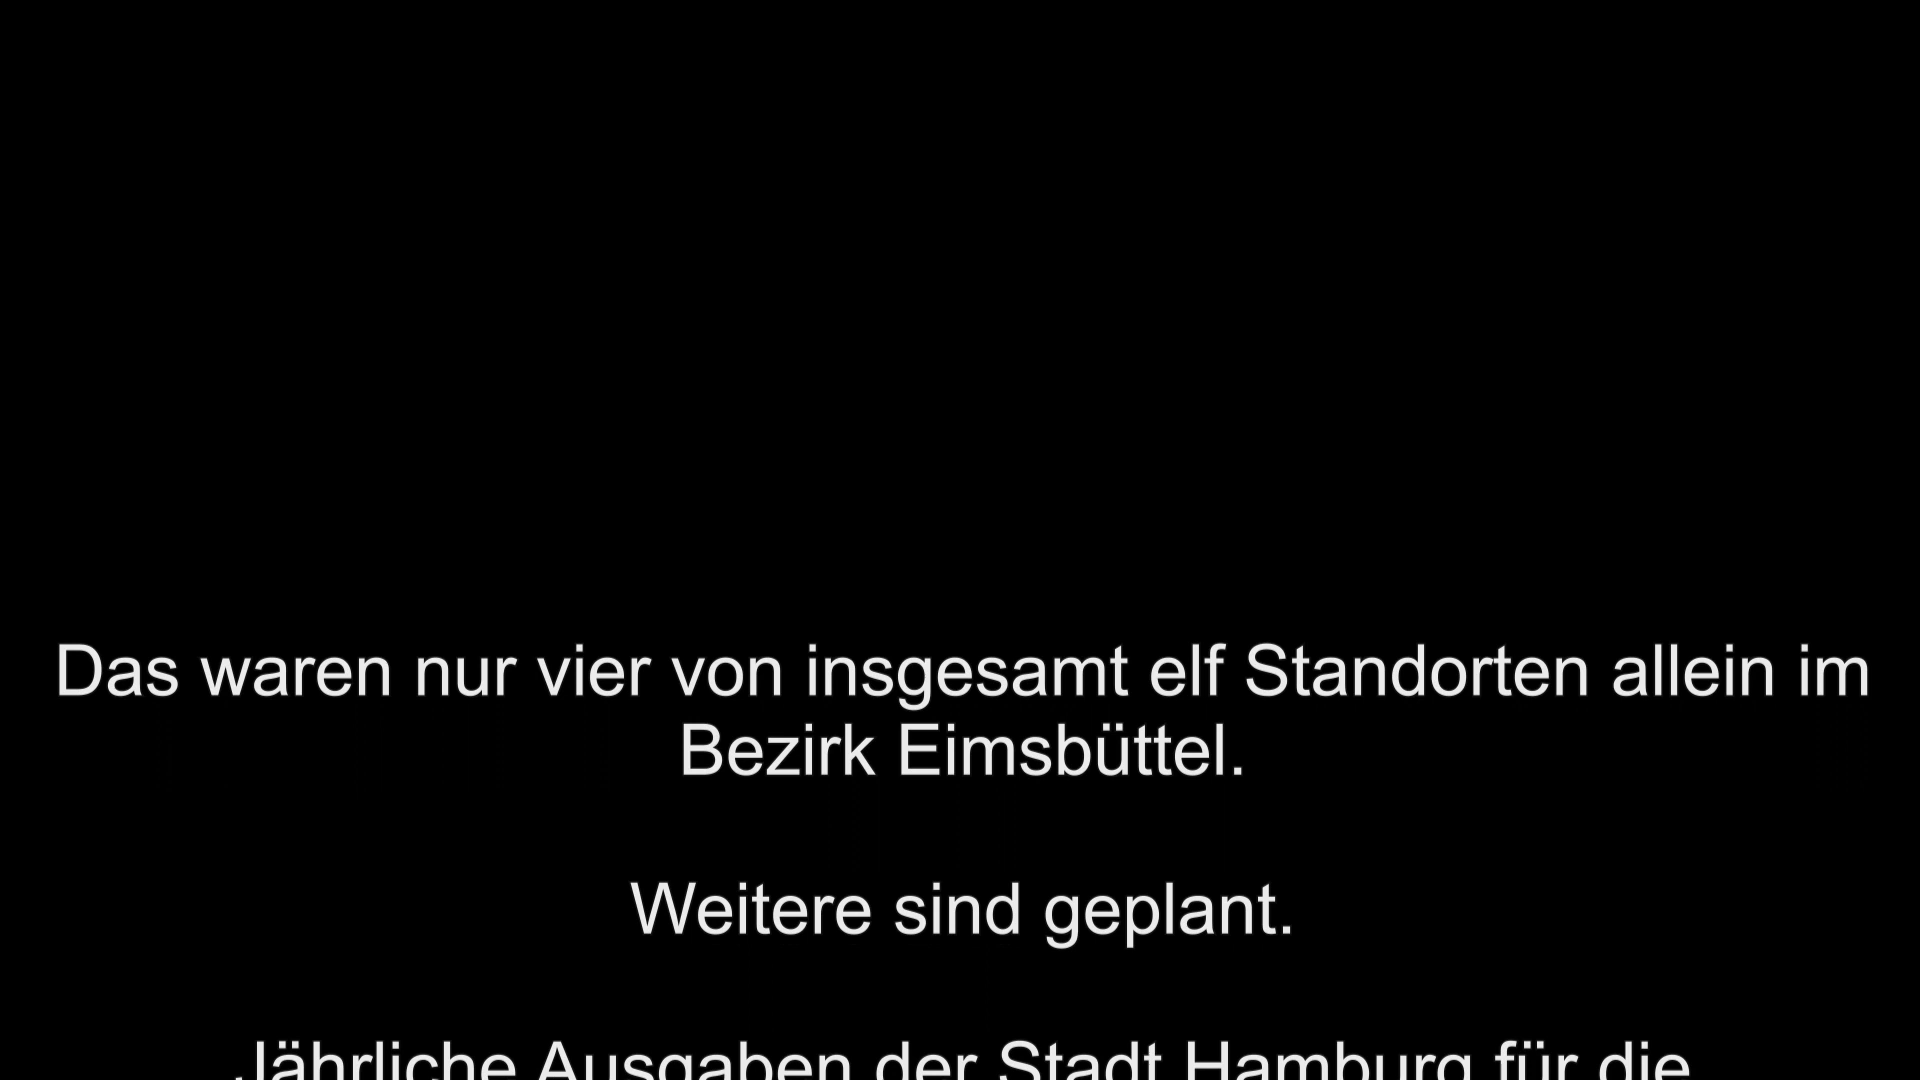 Das waren nur vier von insgesamt elf Standorten allein im
Bezirk Eimsbüttel.
Weitere sind geplant.
Jährliche Ausgaben der Stadt Hamburg für die